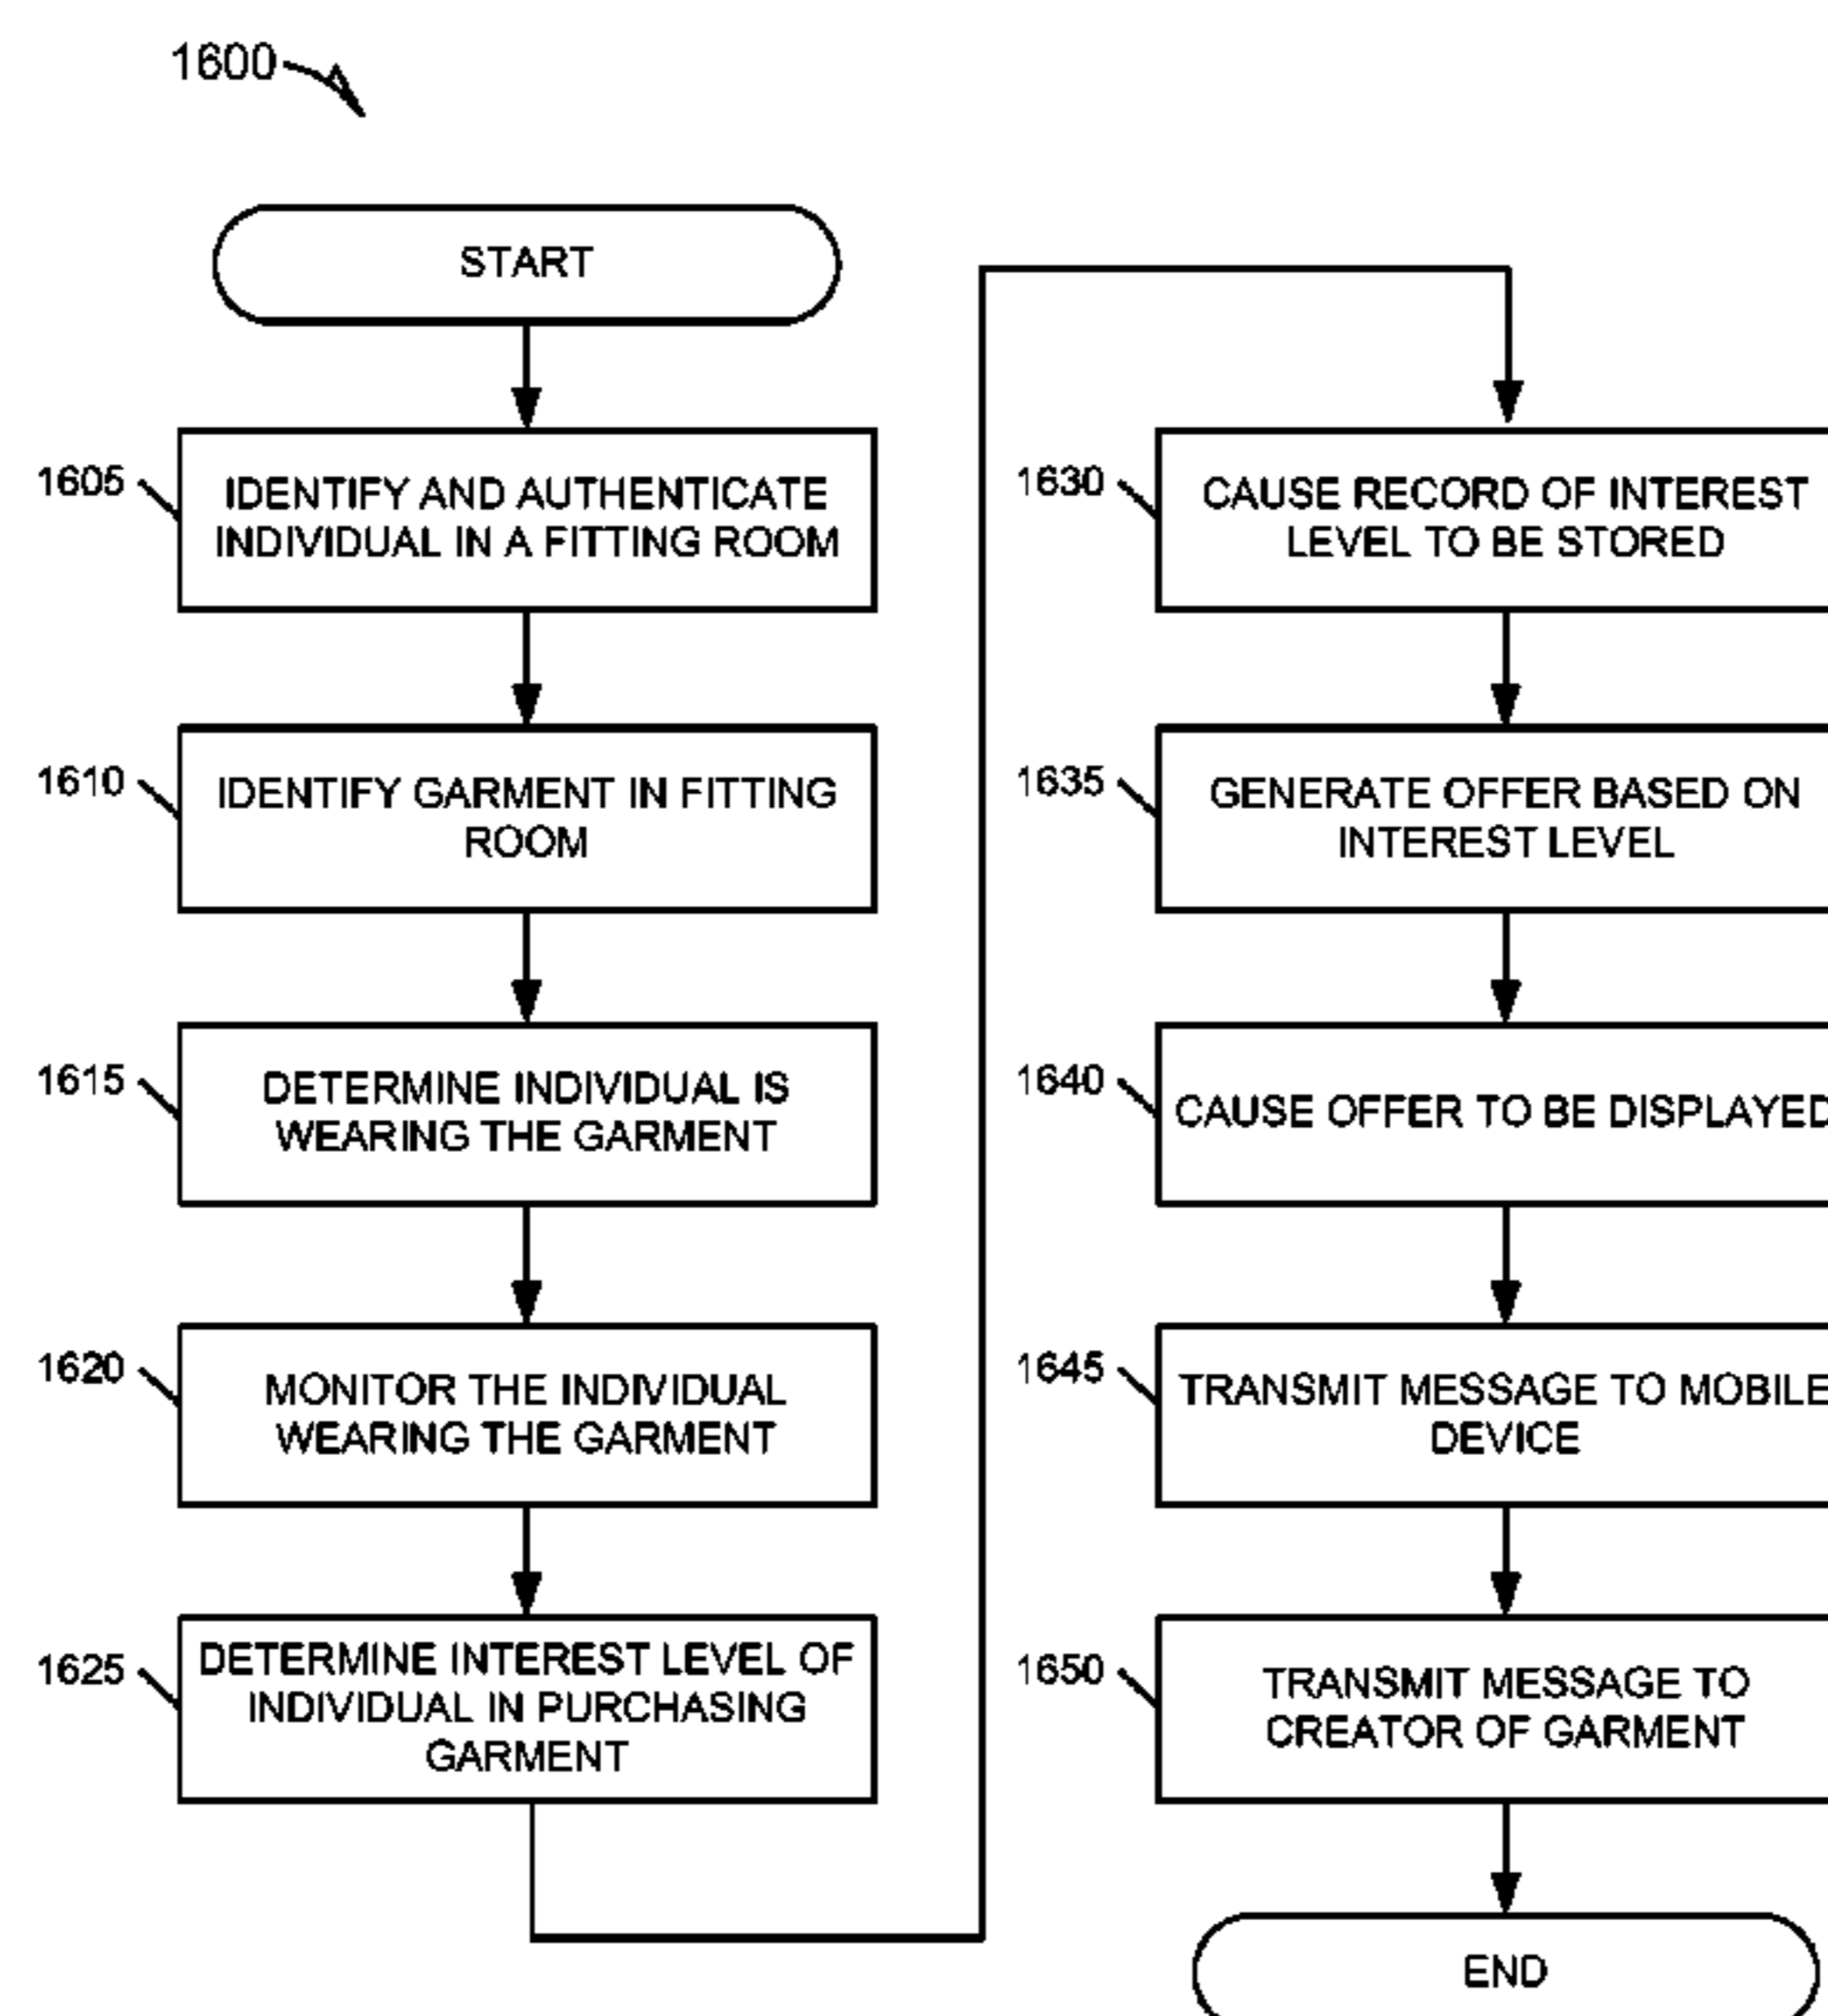 1600
START
1605
IDENTIFY AND AUTHENTICATE
INDIVIDUAL IN A FITTING ROOM
1610
IDENTIFY GARMENT IN FITTING
ROOM
1615
DETERMINE INDIVIDUAL IS
WEARING THE GARMENT
1620
MONITOR THE INDIVIDUAL
WEARING THE GARMENT
1625
DETERMINE INTEREST LEVEL OF
INDIVIDUAL IN PURCHASING
GARMENT
1630
CAUSE RECORD OF INTEREST
LEVEL TO BE STORED
1635
GENERATE OFFER BASED ON
INTEREST LEVEL
1640
CAUSE OFFER TO BE DISPLAYED
1645
TRANSMIT MESSAGE TO MOBILE
DEVICE
1650
TRANSMIT MESSAGE TO
CREATOR OF GARMENT
END